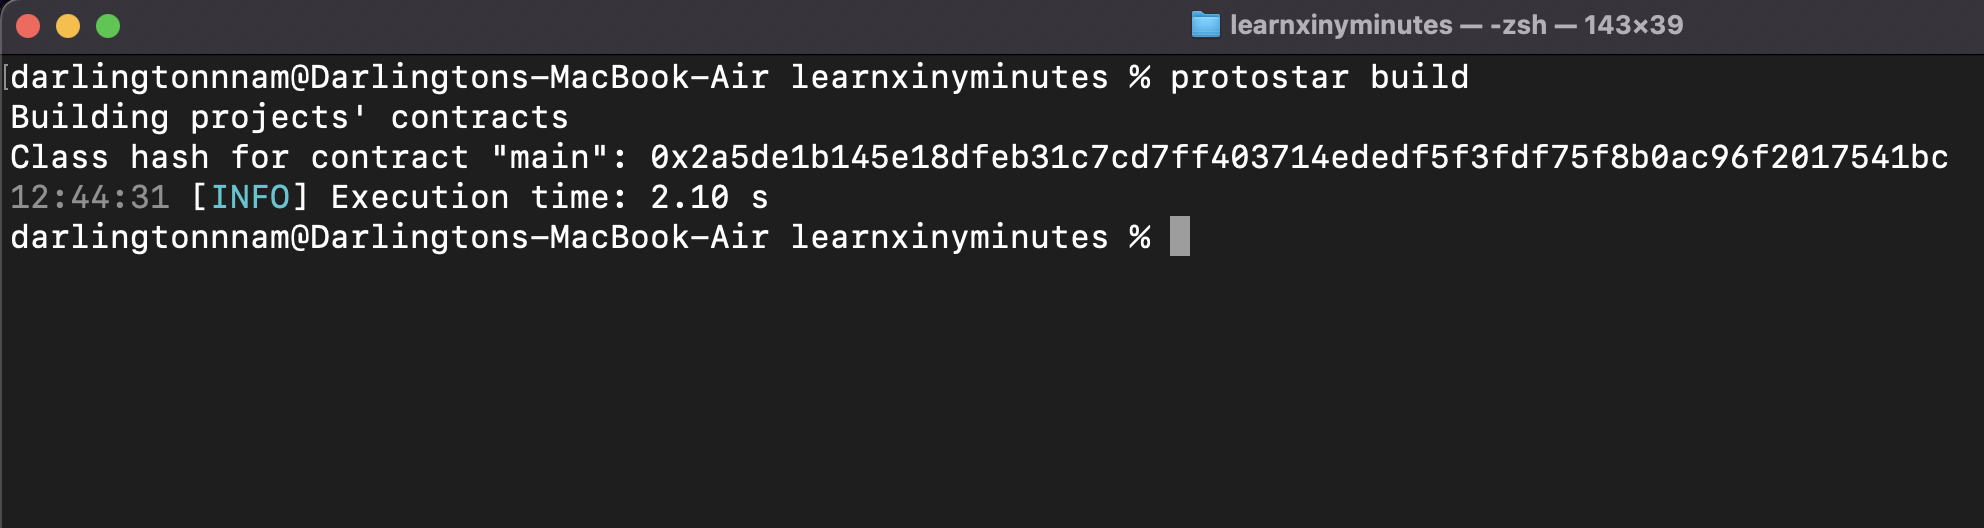 learnxinyminutes — -zsh — 143×39
[darlingtonnnam@Darlingtons-MacBook-Air learnxinyminutes % protostar build
Building projects' contracts
Class hash for contract "main": 0x2a5de1b145e18dfeb31c7cd7ff403714ededf5f3fdf75f8b0ac96f2017541bc
12:44:31 [INFO] Execution time: 2.10 s
darlingtonnnam@Darlingtons-MacBook-Air learnxinyminutes %